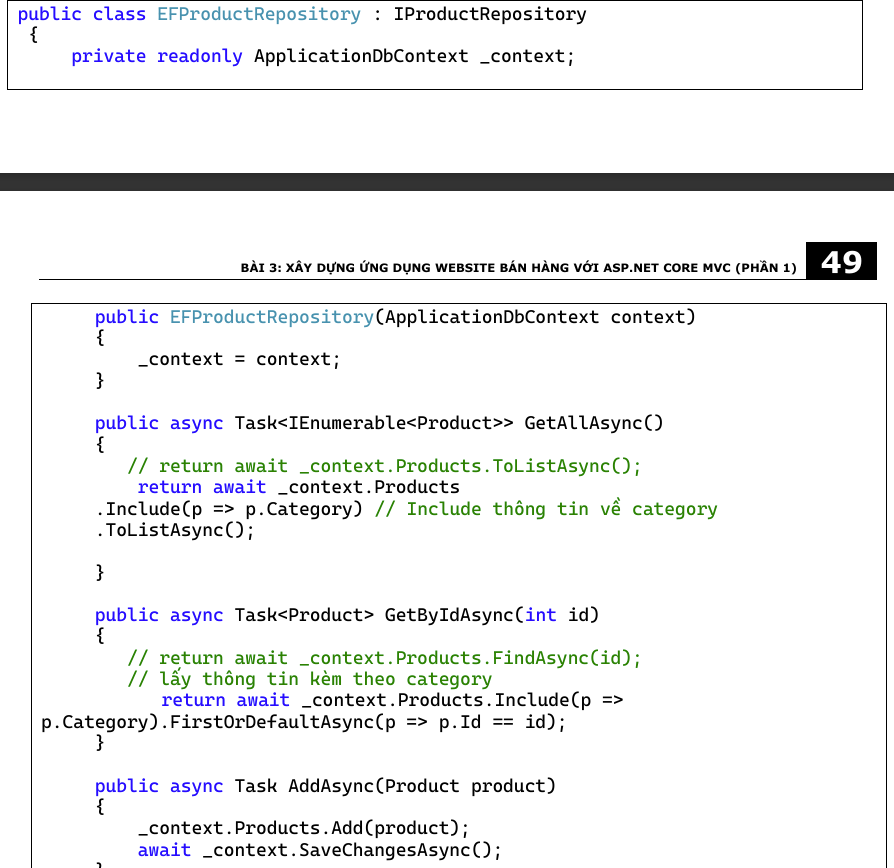 public class EFProductRepository : IProductRepository
{
private readonly ApplicationDbContext _context;
BÀI 3: XÂY DỰNG ỨNG DỤNG WEBSITE BÁN HÀNG VỚI ASP.NET CORE MVC (PHẦN 1) 49
public EFProductRepository(ApplicationDbContext context)
{
_context = context;
}
public async Task<IEnumerable<Product>> GetAllAsync()
{
// return await _context.Products.ToListAsync();
return await _context.Products
.Include(p => p.Category) // Include thông tin về category
.ToListAsync();
}
public async Task<Product> GetByIdAsync(int id)
{
// return await _context.Products.FindAsync(id);
// lấy thông tin kèm theo category
return await _context.Products.Include(p =>
p.Category).FirstOrDefaultAsync(p => p.Id == id);
}
public async Task AddAsync(Product product)
{
_context.Products.Add(product);
await _context.SaveChangesAsync();